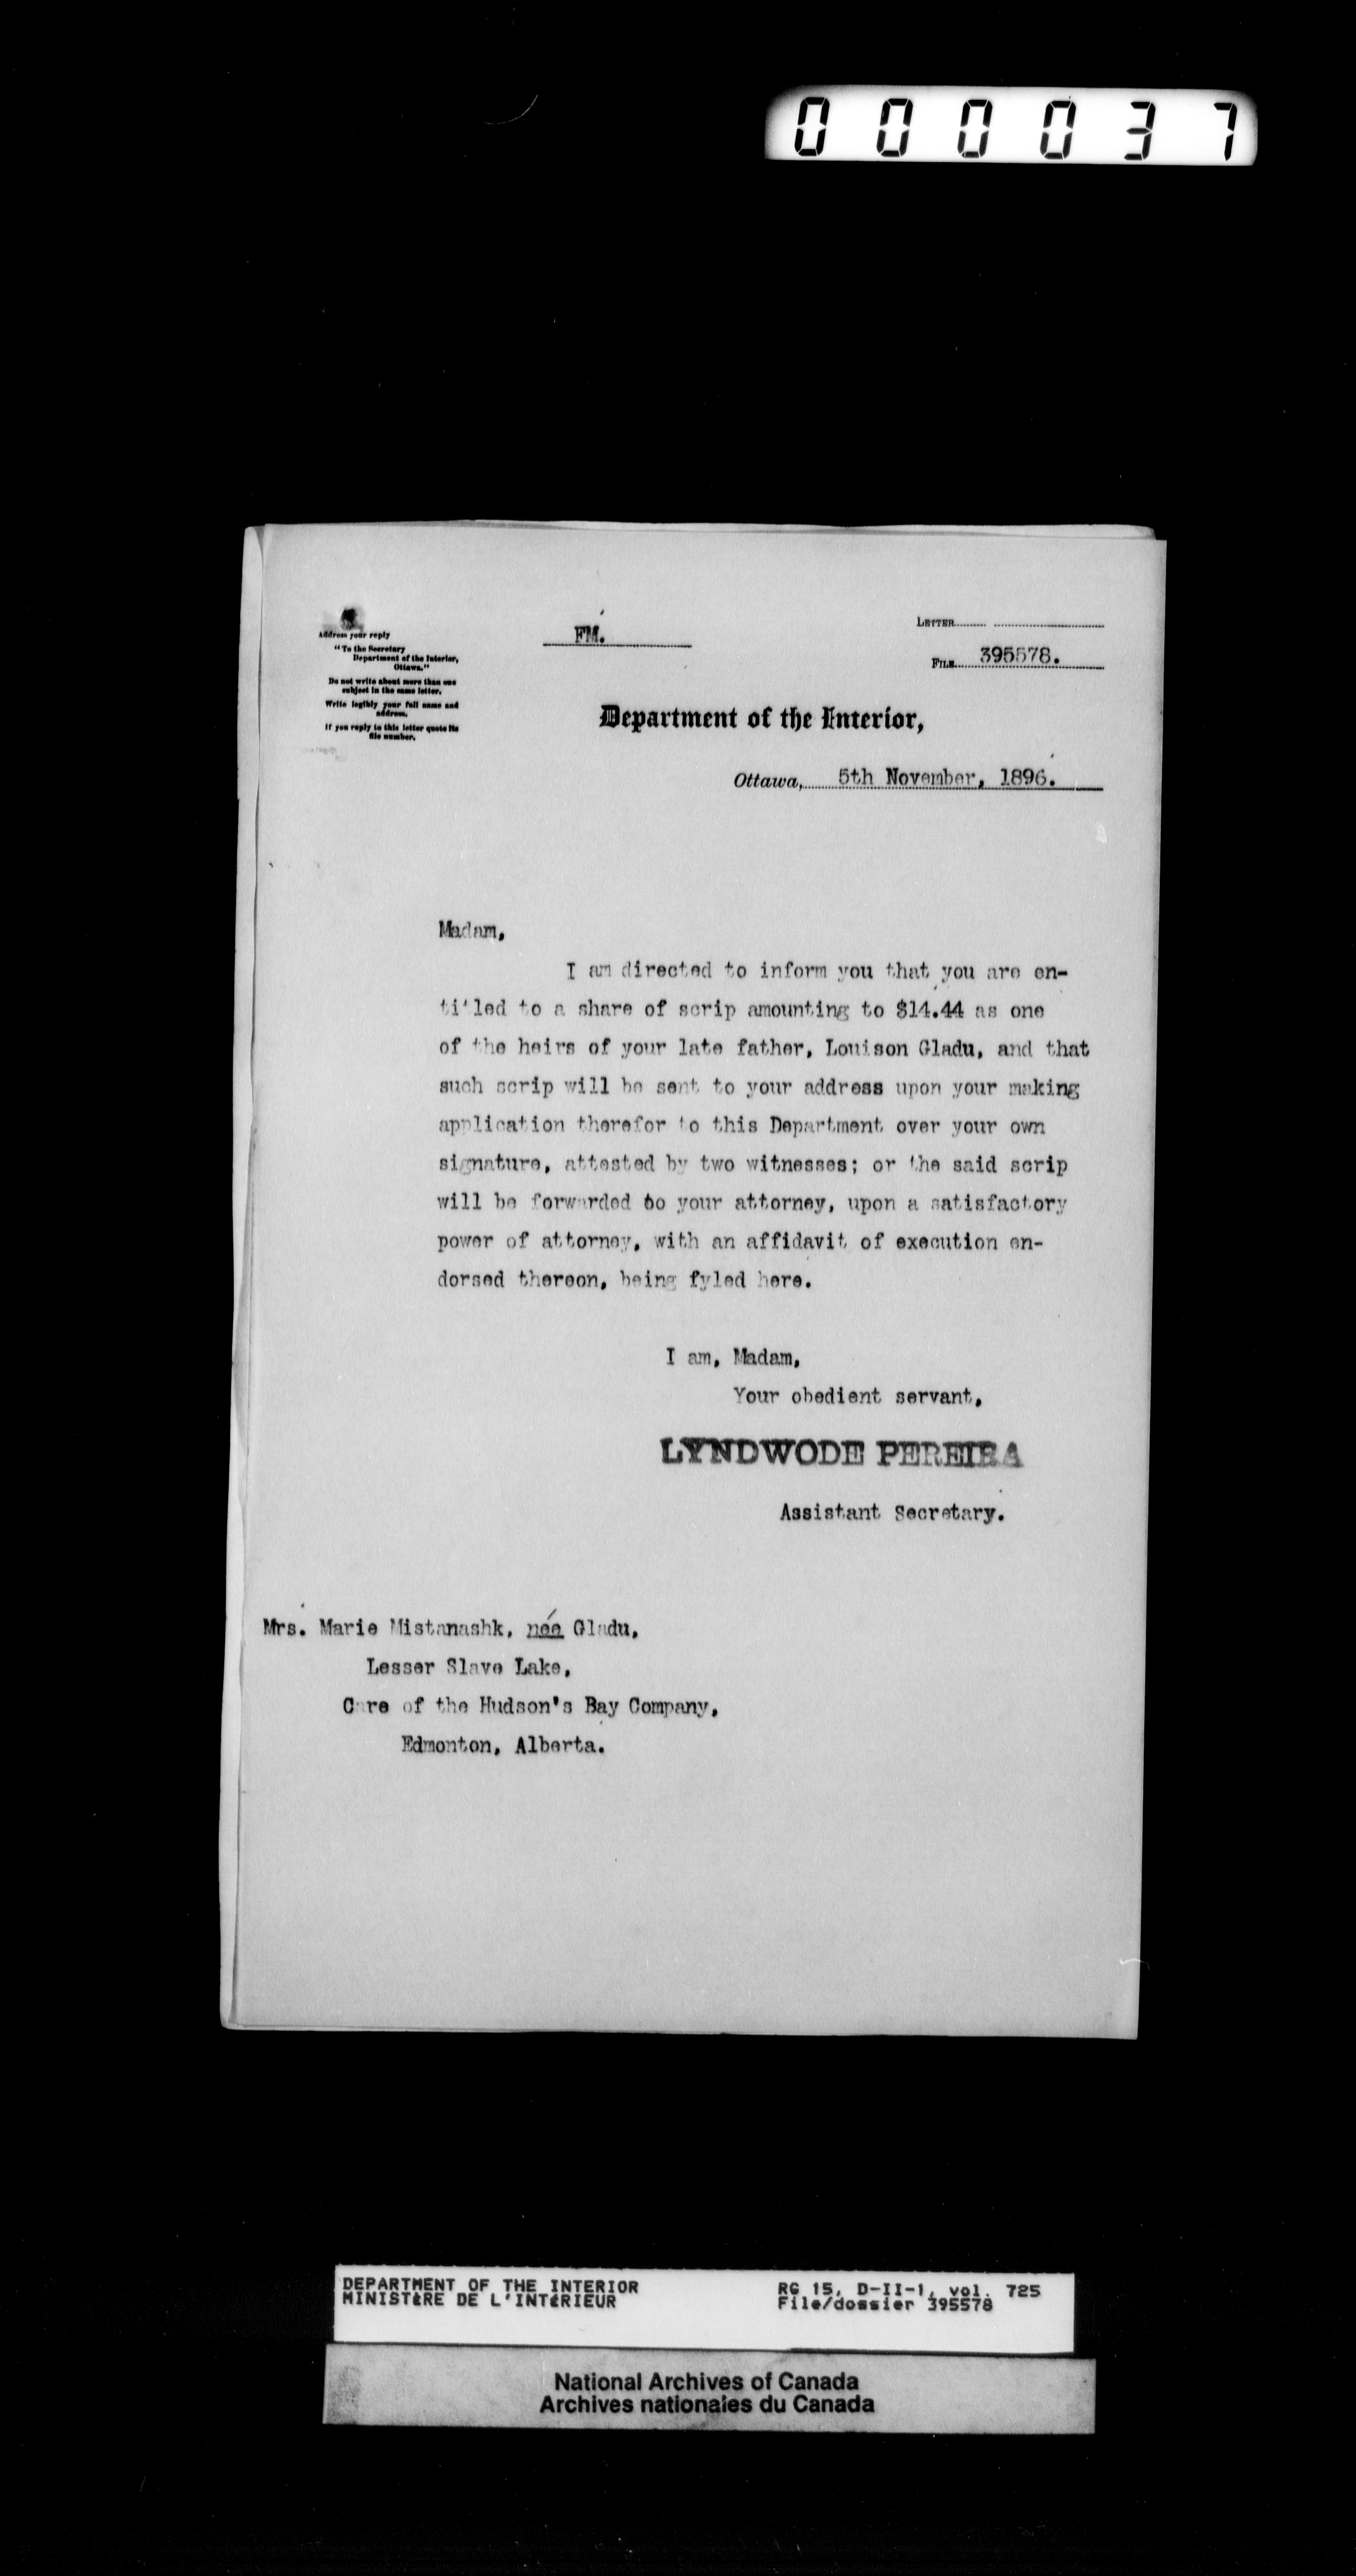 000037
Address your reply
"To the Secretary
Department of the Interior,
Ottawa."
Do not write about more than one
subject in the same letter.
Write legibly your full name and
address.
If you reply to this letter quote its
file number.
FM.
LETTER
FILE 395578.
Department of the Interior,
Ottawa, 5th November, 1896.
Madam,
I am directed to inform you that you are en-
titled to a share of scrip amounting to $14.44 as one
of the heirs of your late father, Louison Gladu, and that
such scrip will be sent to your address upon your making
application therefor to this Department over your own
signature, attested by two witnesses; or the said scrip
will be forwarded to your attorney, upon a satisfactory
power of attorney, with an affidavit of execution en-
dorsed thereon, being fyled here.
I am, Madam,
Your obedient servant,
LYNDWODE PEREIRA
Assistant Secretary.
Mrs. Marie Mistanashk, née Gladu,
Lesser Slave Lake,
Care of the Hudson's Bay Company,
Edmonton, Alberta.
DEPARTMENT OF THE INTERIOR
MINISTÈRE DE L'INTÉRIEUR
RG 15, D-II-1, vol. 725
File/dossier 395578
National Archives of Canada
Archives nationales du Canada